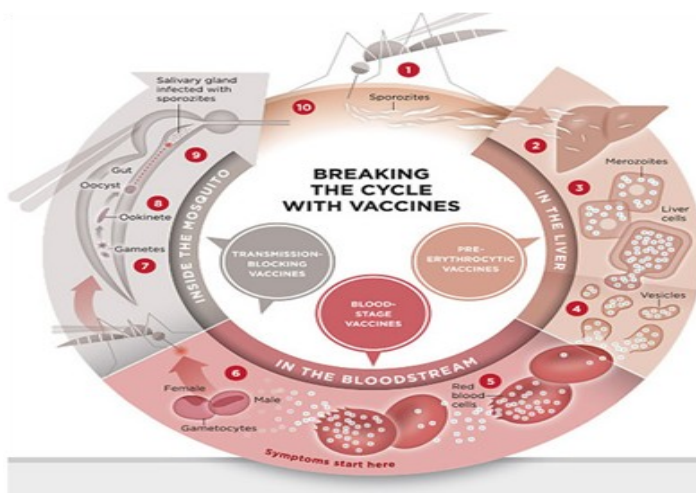 1
Salivary gland
infected with
sporozites
10
Sporozites
2
9
Gut
Oocyst
8
Ookinete
Gametes
7
INSIDE THE MOSQUITO
BREAKING
THE CYCLE
WITH VACCINES
TRANSMISSION-
BLOCKING
VACCINES
PRE-
ERYTHROCYTIC
VACCINES
BLOOD-
STAGE
VACCINES
IN THE LIVER
Merozoites
3
Liver
cells
4
Vesicles
IN THE BLOODSTREAM
5
Red
blood
cells
6
Female
Male
Gametocytes
Symptoms start here